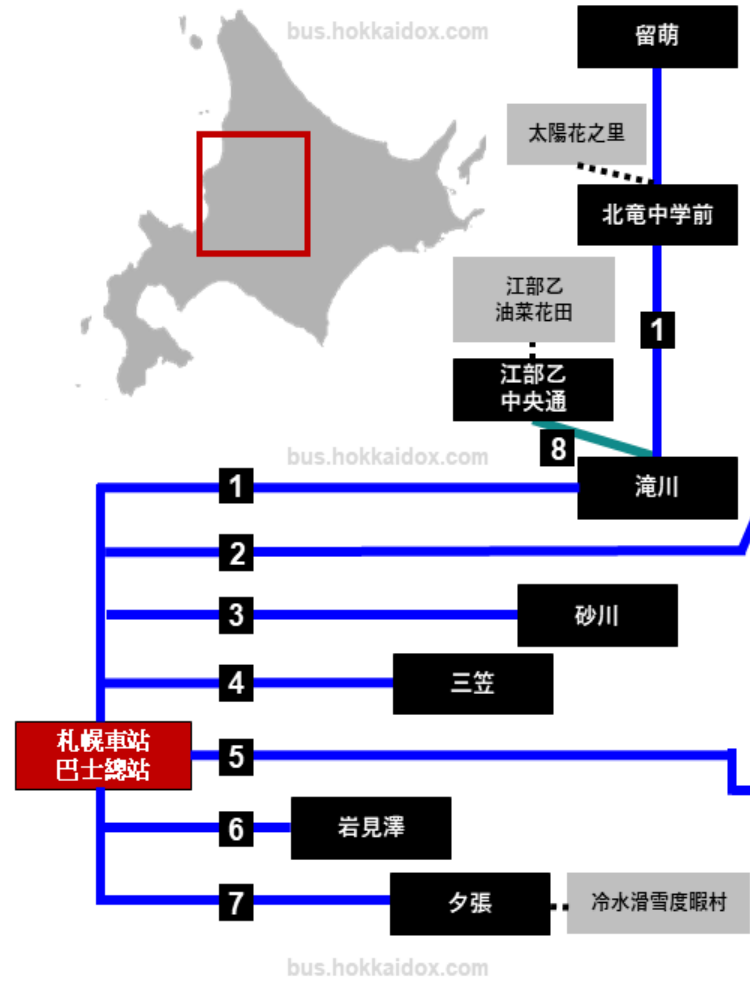 bus.hokkaidox.com
留萌
太陽花之里
北竜中学前
江部乙
油菜花田
1
江部乙
中央通
8
bus.hokkaidox.com
滝川
1
2
3
砂川
4
三笠
札幌車站
巴士總站
5
6
岩見澤
7
夕張
冷水滑雪度暇村
bus.hokkaidox.com